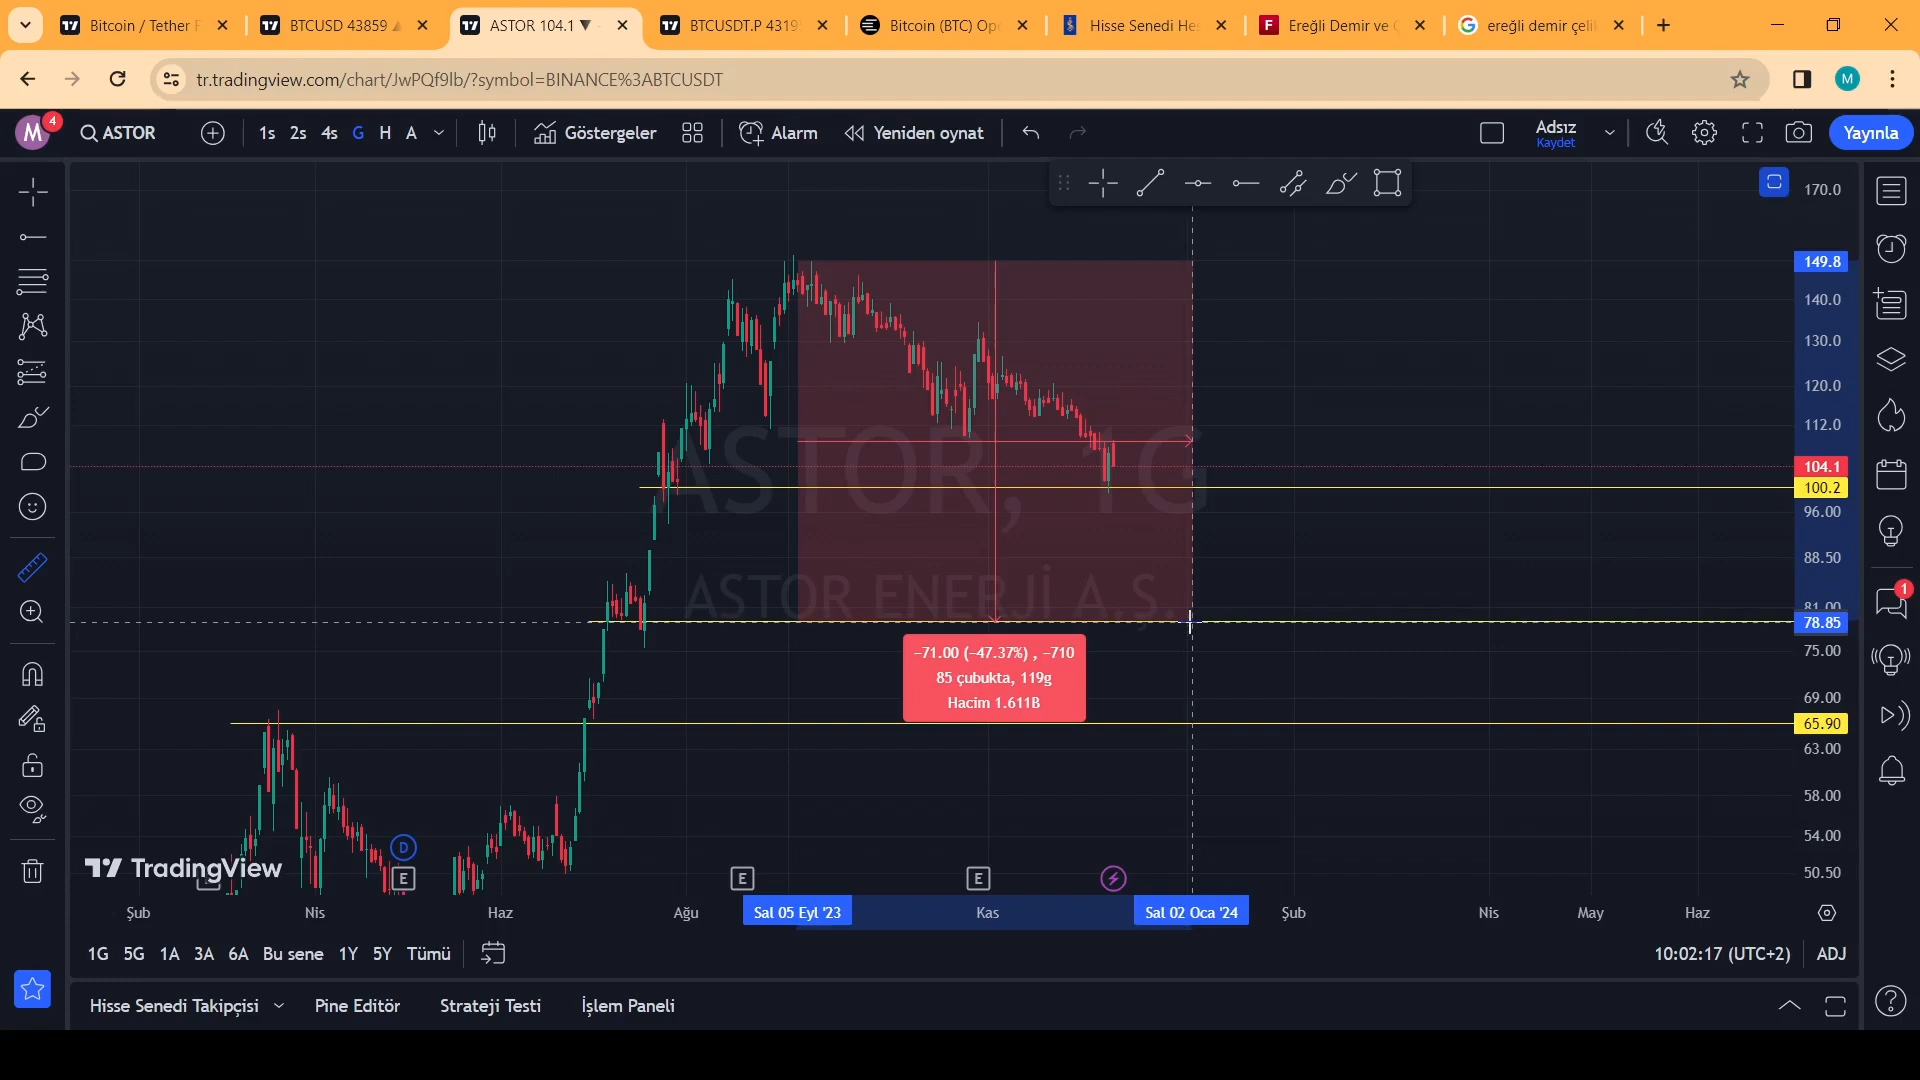 Bitcoin / Tether F
BTCUSD 43859
ASTOR 104.1 ▼
BTCUSDT.P 4319
Bitcoin (BTC) Ope
Hisse Senedi He
Ereğli Demir ve Ç
ereğli demir çelik
tr.tradingview.com/chart/JwPQf9lb/?symbol=BINANCE%3ABTCUSDT
M
M
4
ASTOR
1s 2s 4s G H A
Göstergeler
Alarm
Yeniden oynat
Adsız
Kaydet
Yayınla
170.0
149.8
140.0
130.0
120.0
112.0
104.1
100.2
96.00
88.50
81.00
78.85
75.00
69.00
65.90
63.00
58.00
54.00
50.50
1
ASTOR, 1G
ASTOR ENERJİ A.Ş.
−71.00 (−47.37%) , −710
85 çubukta, 119g
Hacim 1.611B
TradingView
D
E
E
E
Şub Nis Haz Ağu Sal 05 Eyl '23 Kas Sal 02 Oca '24 Şub Nis May Haz
1G 5G 1A 3A 6A Bu sene 1Y 5Y Tümü
10:02:17 (UTC+2) ADJ
Hisse Senedi Takipçisi Pine Editör Strateji Testi İşlem Paneli